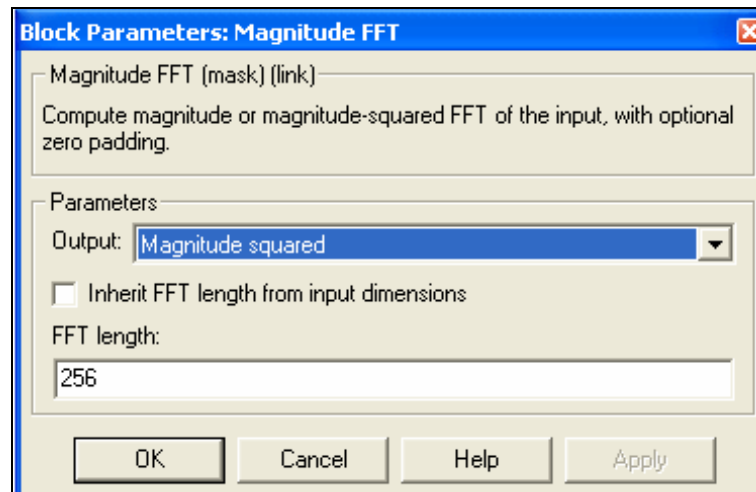 Block Parameters: Magnitude FFT
Magnitude FFT (mask) (link)
Compute magnitude or magnitude-squared FFT of the input, with optional
zero padding.
Parameters
Output: Magnitude squared
Inherit FFT length from input dimensions
FFT length:
256
OK Cancel Help Apply